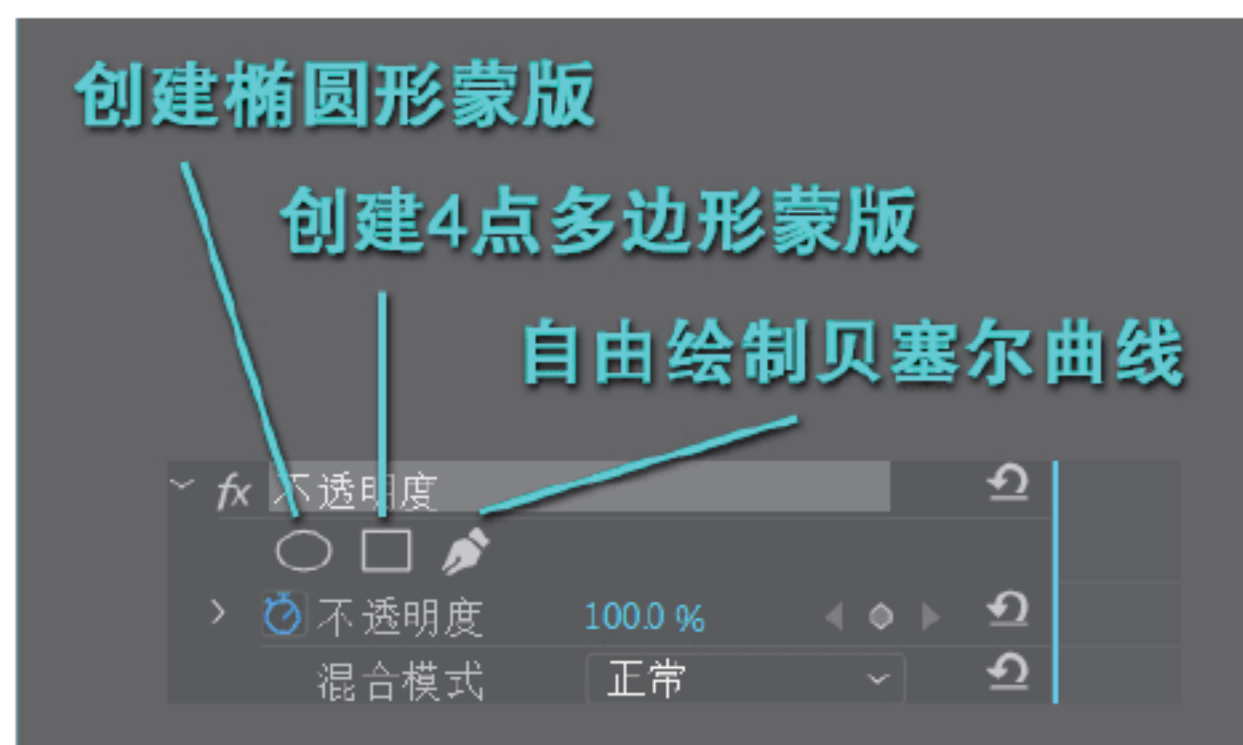 创建椭圆形蒙版
创建4点多边形蒙版
自由绘制贝塞尔曲线
fx 不透明度
不透明度 100.0 %
混合模式 正常